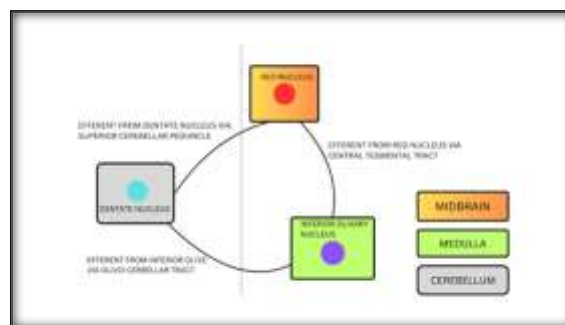 RED NUCLEUS
EFFERENT FROM DENTATE NUCLEUS VIA
SUPERIOR CEREBELLAR PEDUNCLE
EFFERENT FROM RED NUCLEUS VIA
CENTRAL TEGMENTAL TRACT
DENTATE NUCLEUS
INFERIOR OLIVARY
NUCLEUS
EFFERENT FROM INFERIOR OLIVE
VIA OLIVO CEREBELLAR TRACT
MIDBRAIN
MEDULLA
CEREBELLUM